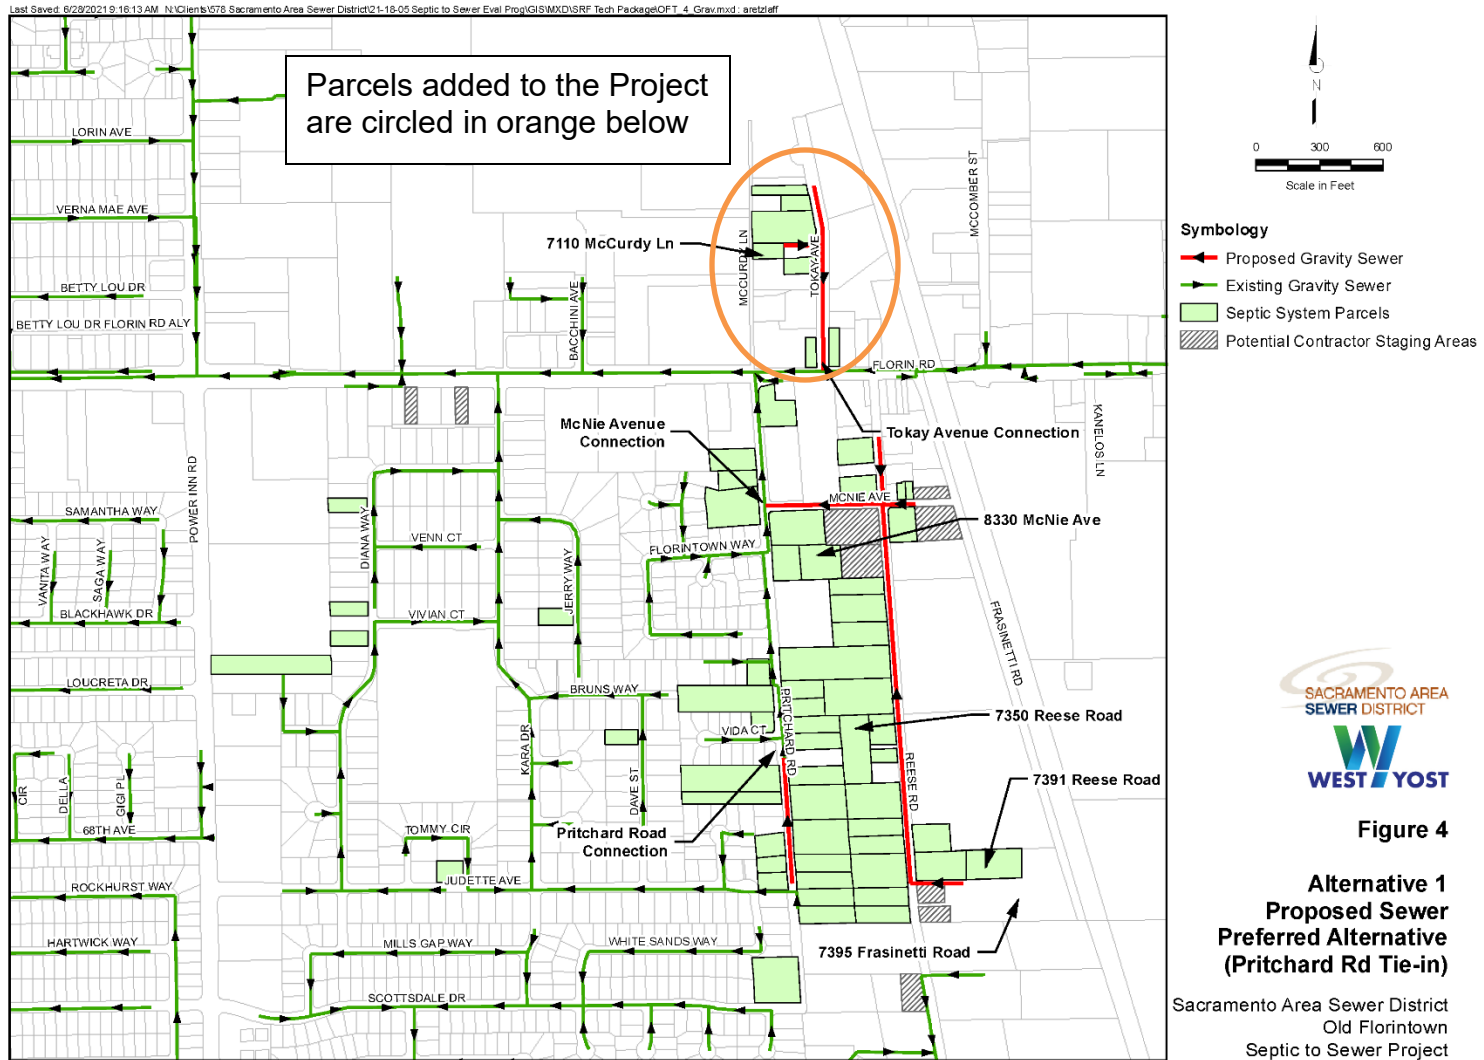 Last Saved: 6/28/2021 9:16:13 AM N:\Clients\578 Sacramento Area Sewer District\21-18-05 Septic to Sewer Eval Prog\GIS\MXD\SRF Tech Package\OFT_4_Grav.mxd : aretzlaff
Parcels added to the Project
are circled in orange below
LORIN AVE
VERNA MAE AVE
BETTY LOU DR
BETTY LOU DR FLORIN RD ALY
BACCHINI AVE
7110 McCurdy Ln
MCCURDY LN
TOKAY AVE
MCCOMBER ST
FLORIN RD
KANELOS LN
Tokay Avenue Connection
McNie Avenue
Connection
MCNIE AVE
8330 McNie Ave
POWER INN RD
SAMANTHA WAY
VANITA WAY
SAGA WAY
BLACKHAWK DR
DIANA WAY
VENN CT
VIVIAN CT
JERRY WAY
FLORINTOWN WAY
FRASINETTI RD
LOUCRETA DR
BRUNS WAY
PRITCHARD RD
VIDA CT
7350 Reese Road
REESE RD
7391 Reese Road
KARA DR
DAVE ST
CIR
DELLA
GIGI PL
68TH AVE
TOMMY CIR
Pritchard Road
Connection
JUDETTE AVE
ROCKHURST WAY
HARTWICK WAY
MILLS GAP WAY
WHITE SANDS WAY
7395 Frasinetti Road
SCOTTSDALE DR
N
0 300 600
Scale in Feet
Symbology
Proposed Gravity Sewer
Existing Gravity Sewer
Septic System Parcels
Potential Contractor Staging Areas
SACRAMENTO AREA
SEWER DISTRICT
WEST YOST
Figure 4
Alternative 1
Proposed Sewer
Preferred Alternative
(Pritchard Rd Tie-in)
Sacramento Area Sewer District
Old Florintown
Septic to Sewer Project